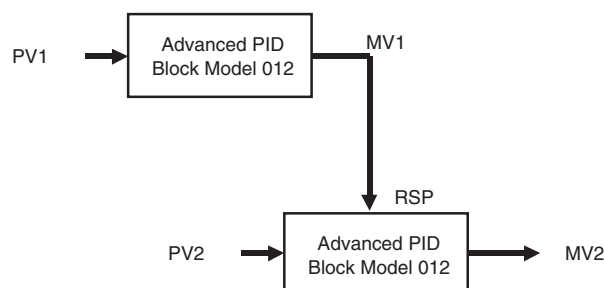 PV1
Advanced PID
Block Model 012
MV1
RSP
PV2
Advanced PID
Block Model 012
MV2